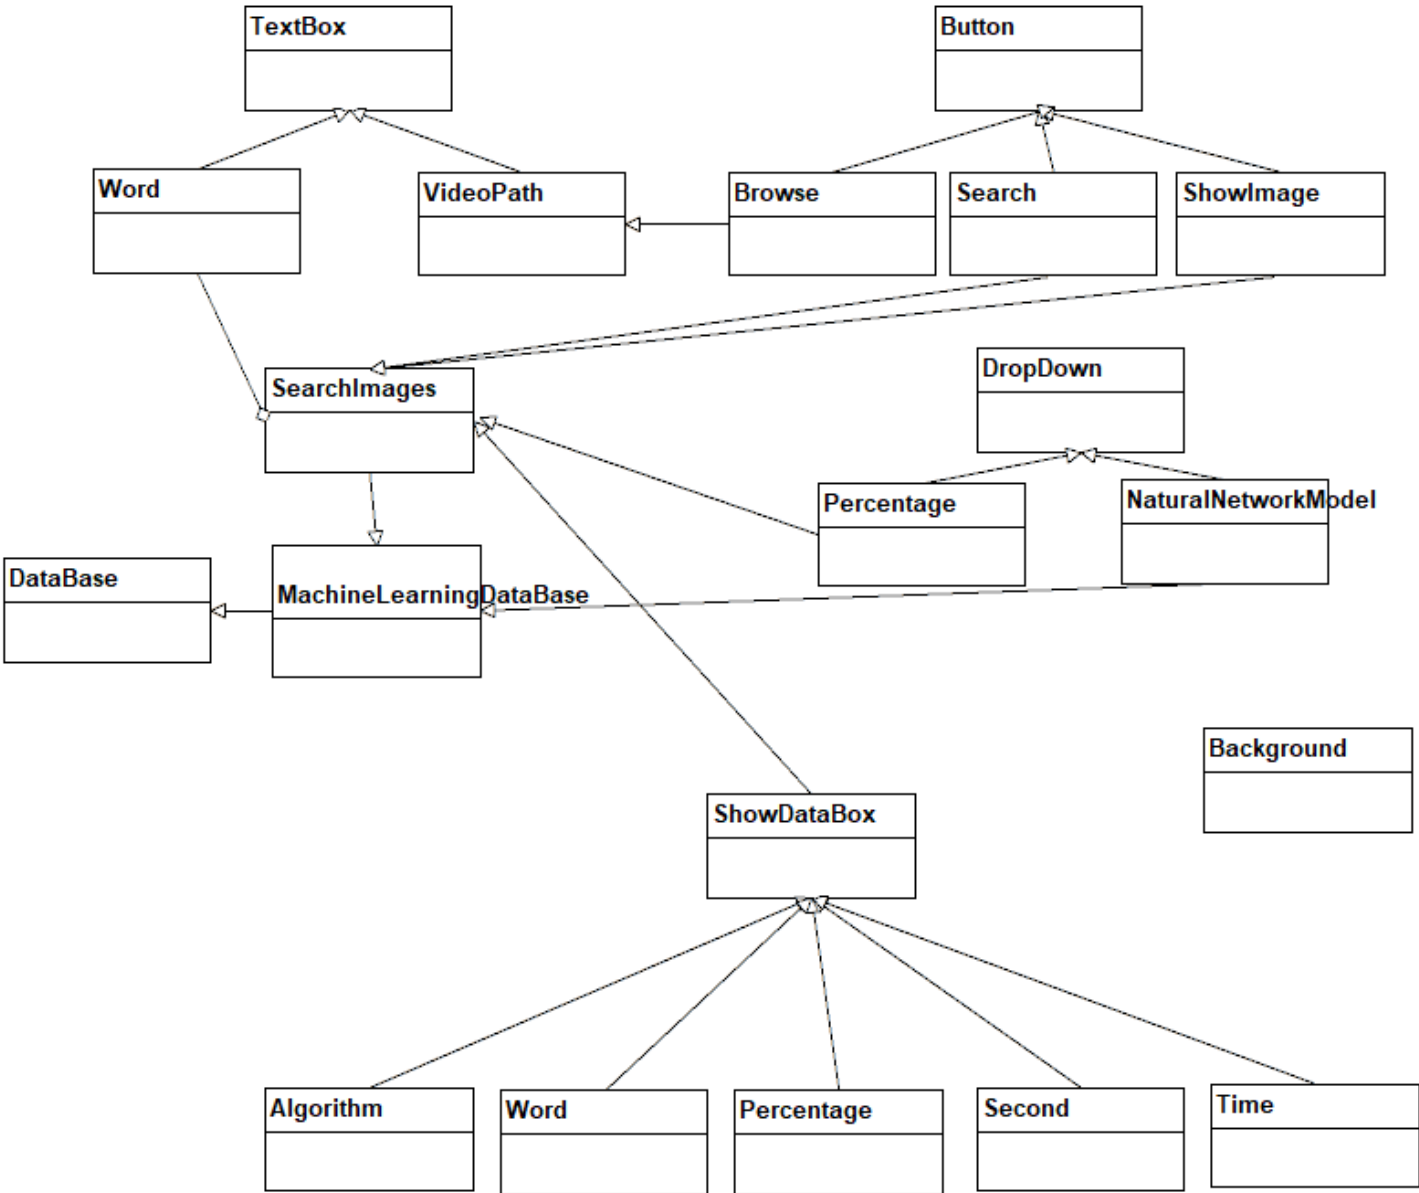 TextBox
Button
Word
VideoPath
Browse
Search
ShowImage
SearchImages
DropDown
Percentage
NaturalNetworkModel
DataBase
MachineLearningDataBase
Background
ShowDataBox
Algorithm
Word
Percentage
Second
Time